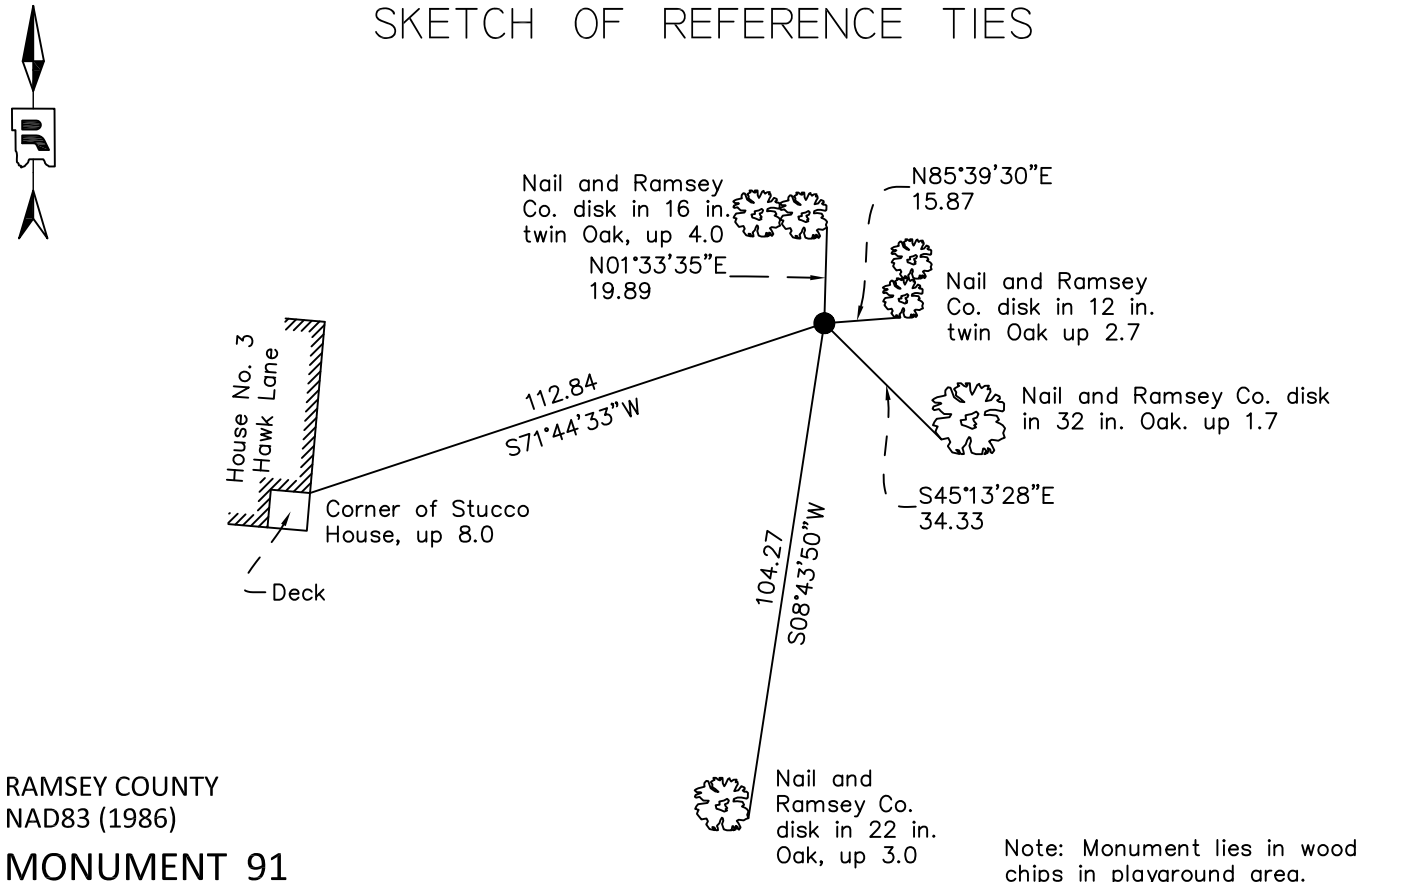 SKETCH OF REFERENCE TIES
R
N85°39'30"E
15.87
Nail and Ramsey
Co. disk in 16 in.
twin Oak, up 4.0
N01°33'35"E
19.89
Nail and Ramsey
Co. disk in 12 in.
twin Oak up 2.7
House No. 3
Hawk Lane
112.84
S71°44'33"W
Nail and Ramsey Co. disk
in 32 in. Oak. up 1.7
S45°13'28"E
34.33
Corner of Stucco
House, up 8.0
Deck
104.27
S08°43'50"W
Nail and
Ramsey Co.
disk in 22 in.
Oak, up 3.0
RAMSEY COUNTY
NAD83 (1986)
MONUMENT 91
Note: Monument lies in wood
chips in playground area.